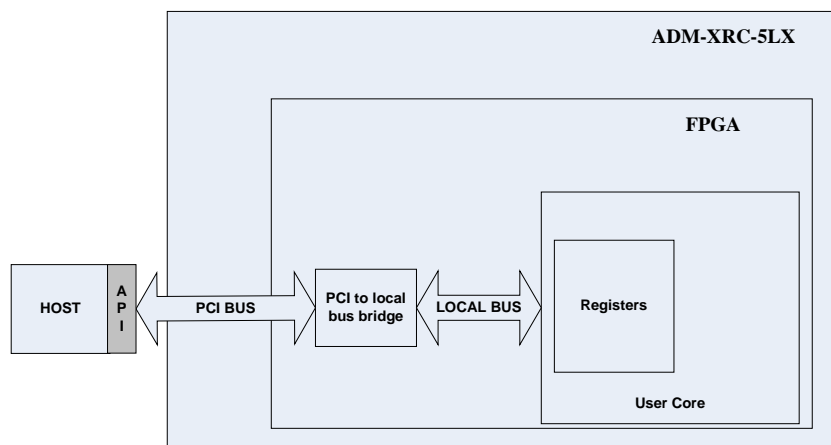 ADM-XRC-5LX
FPGA
HOST
A
P
I
PCI BUS
PCI to local
bus bridge
LOCAL BUS
Registers
User Core